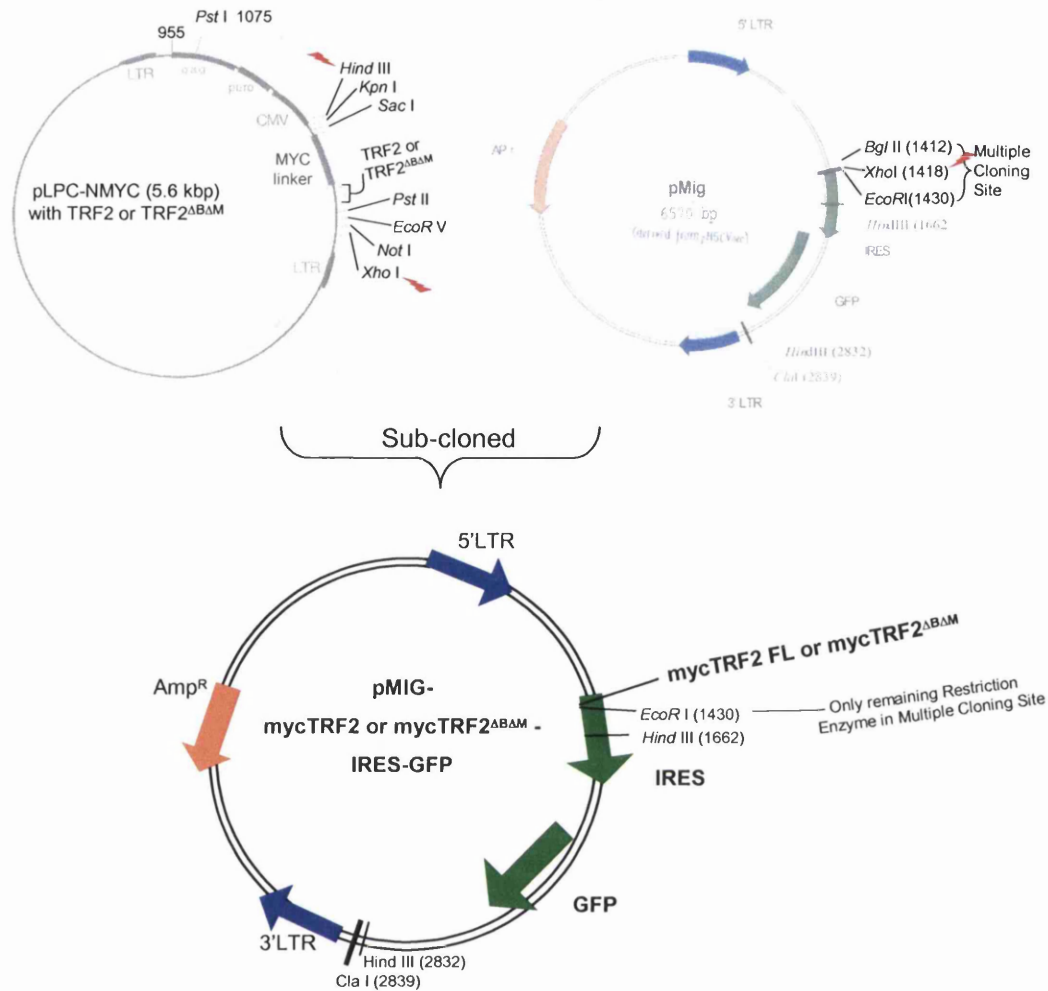 955
Pst I 1075
LTR
gag
puro
CMV
Hind III
Kpn I
Sac I
MYC
linker
TRF2 or
TRF2ΔBΔM
pLPC-NMYC (5.6 kbp)
with TRF2 or TRF2ΔBΔM
Pst II
EcoR V
Not I
Xho I
LTR
5' LTR
pMig
6520 bp
Bgl II (1412)
XhoI (1418)
EcoRI(1430)
Multiple
Cloning
Site
HindIII (1662
IRES
GFP
HindIII (2832)
ClaI (2839)
3' LTR
Sub-cloned
5'LTR
AmpR
pMIG-
mycTRF2 or mycTRF2ΔBΔM -
IRES-GFP
mycTRF2 FL or mycTRF2ΔBΔM
EcoR I (1430)
Only remaining Restriction
Enzyme in Multiple Cloning Site
Hind III (1662)
IRES
GFP
3'LTR
Hind III (2832)
Cla I (2839)